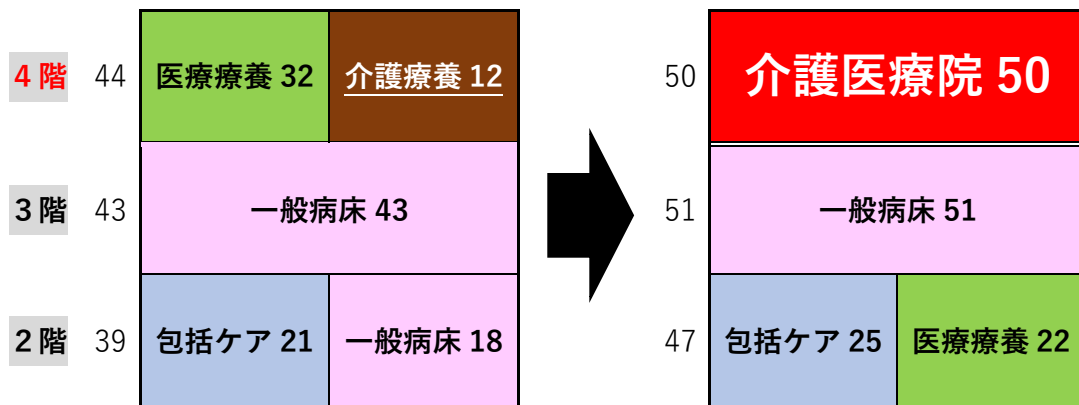 4 階 44 医療療養 32 介護療養 12 50 介護医療院 50
3 階 43 一般病床 43 51 一般病床 51
2 階 39 包括ケア 21 一般病床 18 47 包括ケア 25 医療療養 22